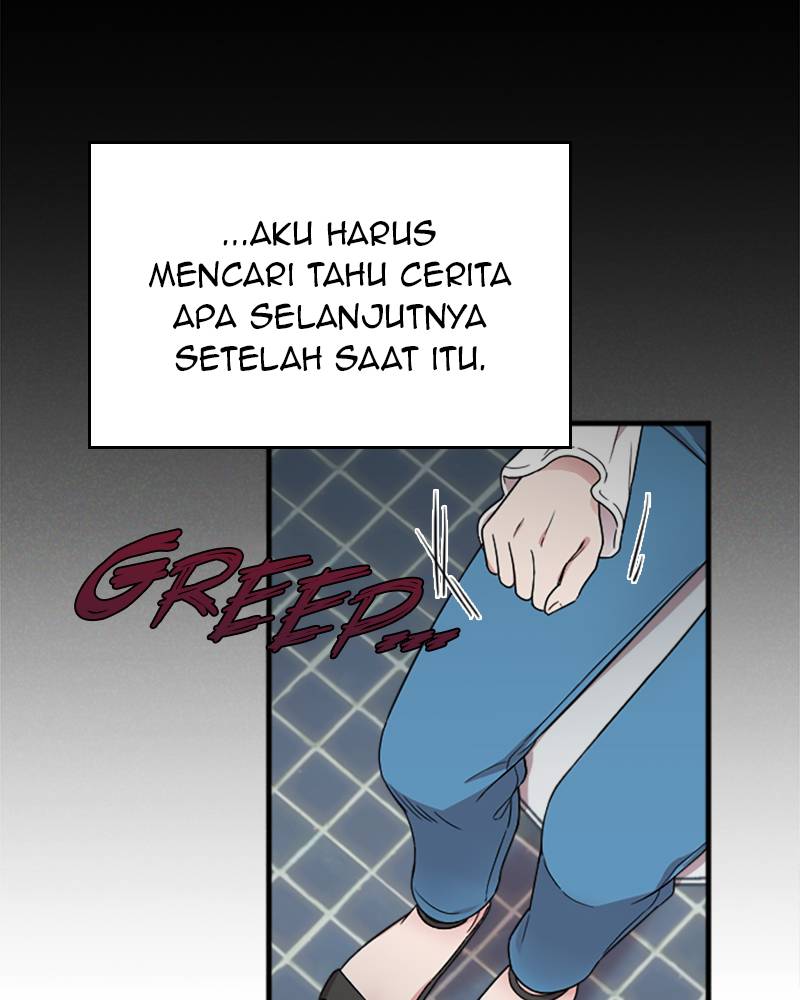 ...AKU HARUS
MENCARI TAHU CERITA
APA SELANJUTNYA
SETELAH SAAT ITU.
GREEP...